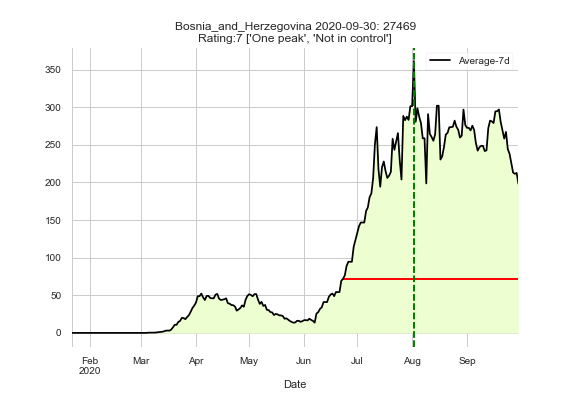 Bosnia_and_Herzegovina 2020-09-30: 27469
Rating:7 ['One peak', 'Not in control']
Average-7d
350
300
250
200
150
100
50
0
Feb Mar Apr May Jun Jul Aug Sep
2020
Date